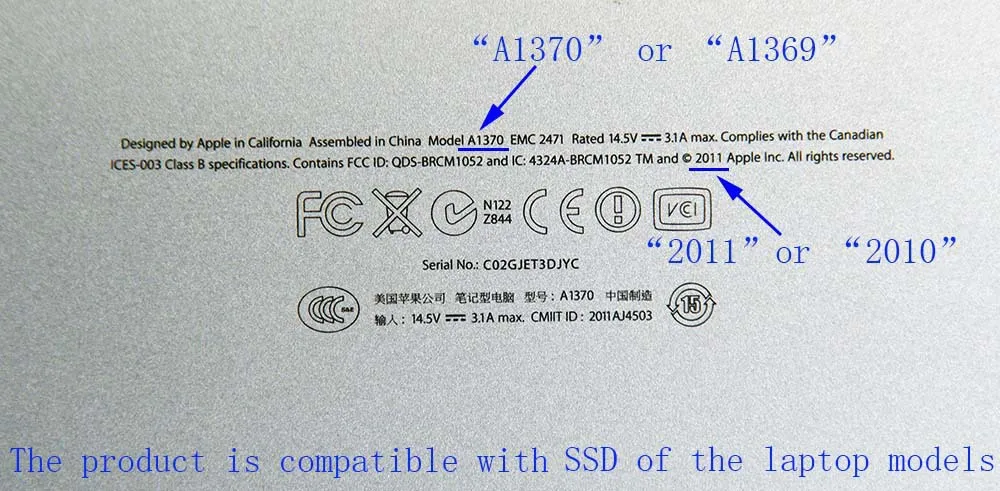 “A1370” or “A1369”
Designed by Apple in California Assembled in China Model A1370 EMC 2471 Rated 14.5V ⎓ 3.1A max. Complies with the Canadian
ICES-003 Class B specifications. Contains FCC ID: QDS-BRCM1052 and IC: 4324A-BRCM1052 TM and © 2011 Apple Inc. All rights reserved.
FC N122 CE ! VCI
Z844
“2011” or “2010”
Serial No.: C02GJET3DJYC
美国苹果公司 笔记型电脑 型号: A1370 中国制造
CCC S&E 输入: 14.5V ⎓ 3.1A max. CMIIT ID : 2011AJ4503 15
The product is compatible with SSD of the laptop models